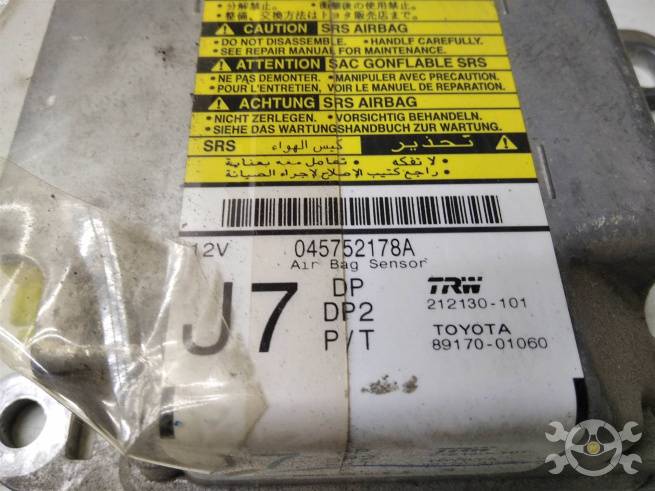 ・分解禁止。 ・衝撃後の使用禁止。
・整備、交換方法はトヨタ販売店まで。
CAUTION SRS AIRBAG
• DO NOT DISASSEMBLE. • HANDLE CAREFULLY.
• SEE REPAIR MANUAL FOR MAINTENANCE.
ATTENTION SAC GONFLABLE SRS
• NE PAS DEMONTER. • MANIPULER AVEC PRECAUTION.
• POUR L'ENTRETIEN, VOIR LE MANUEL DE REPARATION.
ACHTUNG SRS AIRBAG
• NICHT ZERLEGEN. • VORSICHTIG BEHANDELN.
• SIEHE DAS WARTUNGSHANDBUCH ZUR WARTUNG.
SRS كيس الهواء تحذير
• لا تفكه • تعامل معه بعناية
• راجع كتيب الإصلاح لإجراء الصيانة
12V 045752178A
Air Bag Sensor
J7 DP TRW
DP2 212130-101
P/T TOYOTA
89170-01060